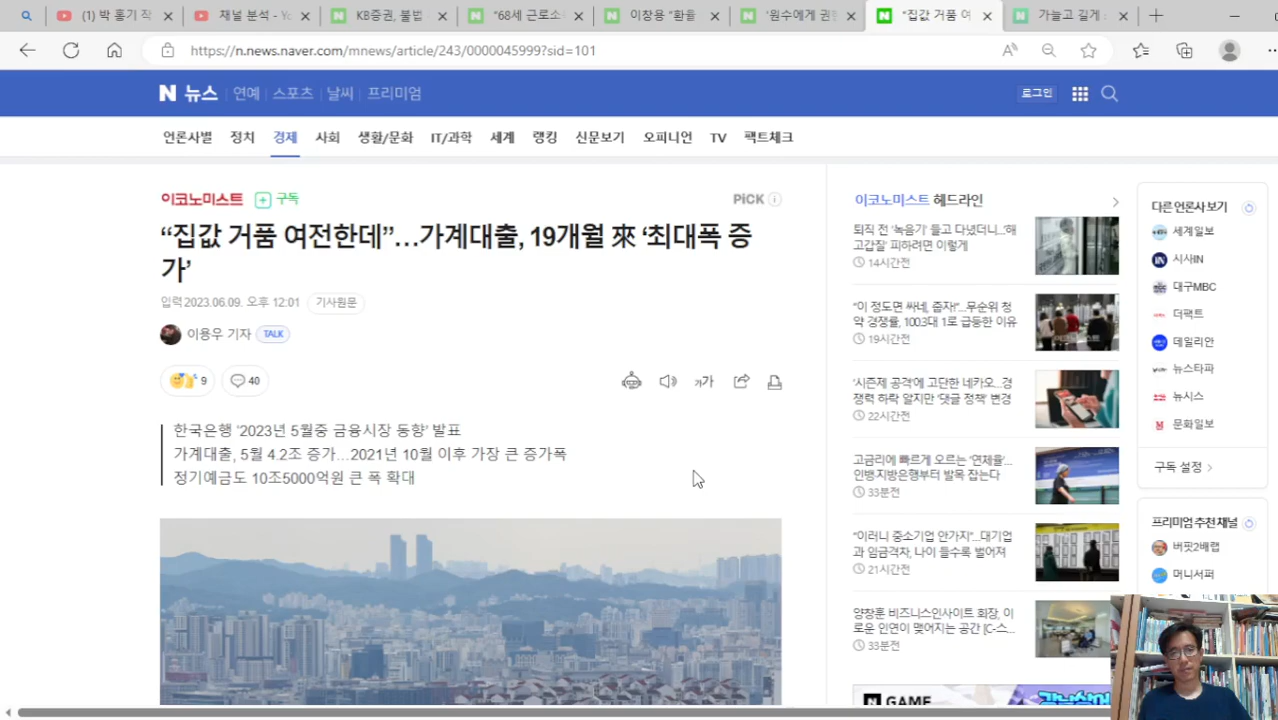 (1) 박 홍기 작
채널 분석 - Yo
KB증권, 불법
“68세 근로소
이창용 “환율
'원수에게 권
“집값 거품 여
가늘고 길게
https://n.news.naver.com/mnews/article/243/0000045999?sid=101
N 뉴스 연예 스포츠 날씨 프리미엄
로그인
언론사별 정치 경제 사회 생활/문화 IT/과학 세계 랭킹 신문보기 오피니언 TV 팩트체크
이코노미스트 + 구독
PiCK
“집값 거품 여전한데”…가계대출, 19개월 來 ‘최대폭 증
가’
입력2023.06.09. 오후 12:01 기사원문
이용우 기자 TALK
9 40
가가
한국은행 '2023년 5월중 금융시장 동향' 발표
가계대출, 5월 4.2조 증가…2021년 10월 이후 가장 큰 증가폭
정기예금도 10조5000억원 큰 폭 확대
이코노미스트 헤드라인
퇴직 전 '녹음기' 들고 다녔더니…'해
고갑질' 피하려면 이렇게
14시간전
“이 정도면 싸네, 줍자!”…무순위 청
약 경쟁률, 100.3대 1로 급등한 이유
19시간전
'시즌제 공격'에 고단한 네카오…경
쟁력 하락 알지만 '댓글 정책' 변경
22시간전
고금리에 빠르게 오르는 '연체율'…
인뱅·지방은행부터 발목 잡는다
33분전
“이러니 중소기업 안가지”…대기업
과 임금격차, 나이 들수록 벌어져
21시간전
양창훈 비즈니스인사이트 회장, 이
로운 인연이 맺어지는 공간 [C-스…
33분전
N GAME
다른 언론사 보기
세계일보
시사IN
대구MBC
더팩트
데일리안
뉴스타파
뉴시스
문화일보
구독 설정
프리미엄 추천 채널
버핏2배랩
머니서퍼